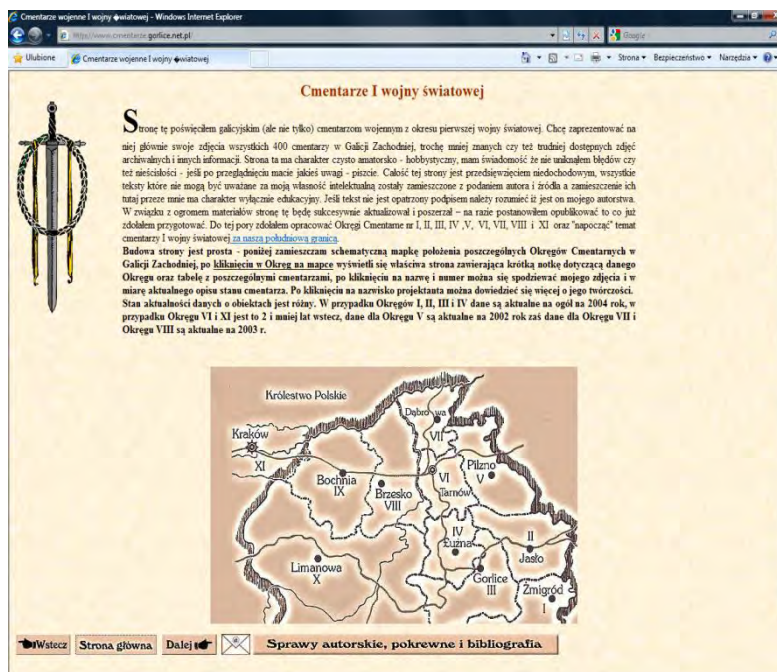 Cmentarze wojenne I wojny �wiatowej - Windows Internet Explorer
http://www.cmentarze.gorlice.net.pl/
Google
Ulubione
Cmentarze wojenne I wojny �wiatowej
Strona
Bezpieczeństwo
Narzędzia
Cmentarze I wojny światowej
Stronę tę poświęciłem galicyjskim (ale nie tylko) cmentarzom wojennym z okresu pierwszej wojny światowej. Chcę zaprezentować na
niej głównie swoje zdjęcia wszystkich 400 cmentarzy w Galicji Zachodniej, trochę mniej znanych czy też trudniej dostępnych zdjęć
archiwalnych i innych informacji. Strona ta ma charakter czysto amatorsko - hobbystyczny, mam świadomość że nie uniknąłem błędów czy
też nieścisłości - jeśli po przeglądnięciu macie jakieś uwagi - piszcie. Całość tej strony jest przedsięwzięciem niedochodowym, wszystkie
teksty które nie mogą być uważane za moją własność intelektualną zostały zamieszczone z podaniem autora i źródła a zamieszczenie ich
tutaj przeze mnie ma charakter wyłącznie edukacyjny. Jeśli tekst nie jest opatrzony podpisem należy rozumieć iż jest on mojego autorstwa.
W związku z ogromem materiałów stronę tę będę sukcesywnie aktualizował i poszerzał – na razie postanowiłem opublikować to co już
zdołałem przygotować. Do tej pory zdołałem opracować Okręgi Cmentarne nr I, II, III, IV ,V, VI, VII, VIII i XI oraz "napocząć" temat
cmentarzy I wojny światowej za naszą południową granicą.
Budowa strony jest prosta - poniżej zamieszczam schematyczną mapkę położenia poszczególnych Okręgów Cmentarnych w
Galicji Zachodniej, po kliknięciu w Okręg na mapce wyświetli się właściwa strona zawierająca krótką notkę dotyczącą danego
Okręgu oraz tabelę z poszczególnymi cmentarzami, po kliknięciu na nazwę i numer można się spodziewać mojego zdjęcia i w
miarę aktualnego opisu stanu cmentarza. Po kliknięciu na nazwisko projektanta można dowiedzieć się więcej o jego twórczości.
Stan aktualności danych o obiektach jest różny. W przypadku Okręgów I, II, III i IV dane są aktualne na ogół na 2004 rok, w
przypadku Okręgu VI i XI jest to 2 i mniej lat wstecz, dane dla Okręgu V są aktualne na 2002 rok zaś dane dla Okręgu VII i
Okręgu VIII są aktualne na 2003 r.
Królestwo Polskie
Dąbrowa
VII
Kraków
XI
Bochnia
IX
Brzesko
VIII
VI
Tarnów
Pilzno
V
IV
Łużna
II
Jasło
Limanowa
X
Gorlice
III
Żmigród
I
Wstecz
Strona główna
Dalej
Sprawy autorskie, pokrewne i bibliografia